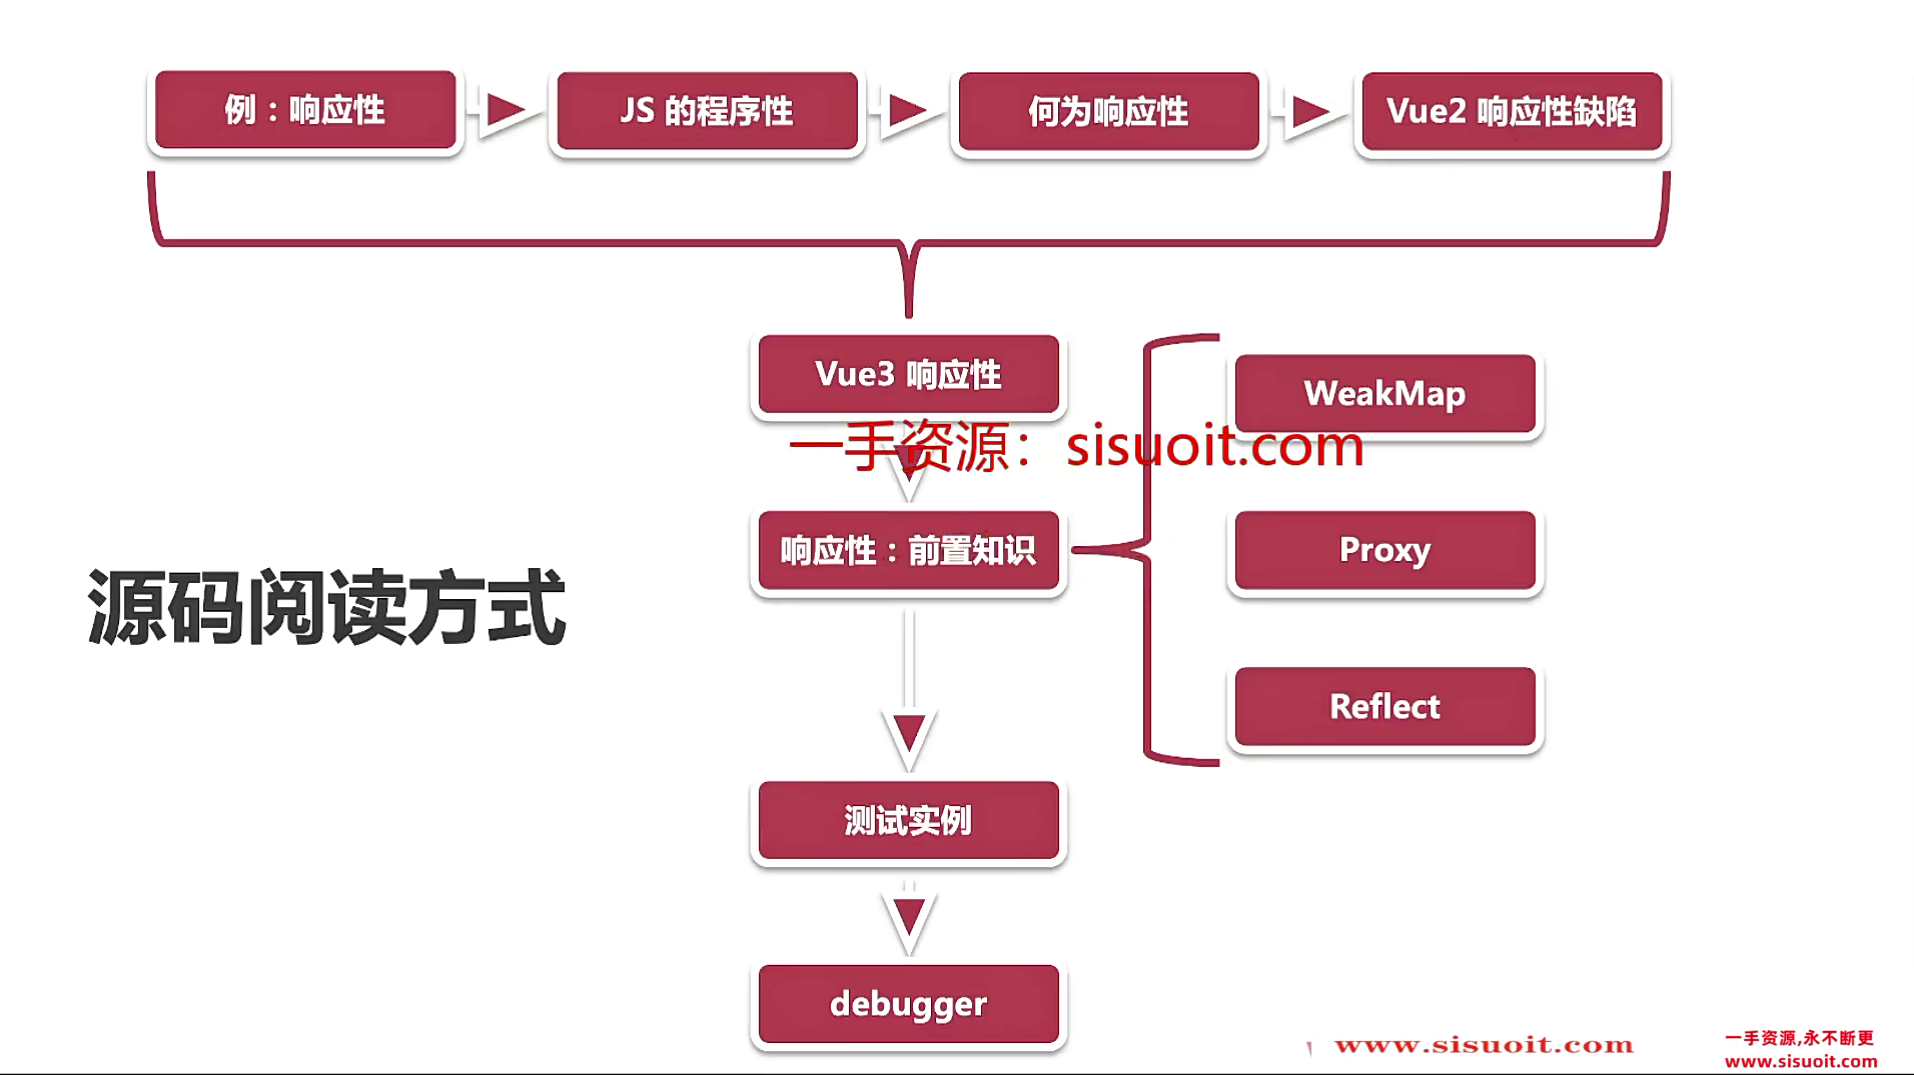 例：响应性
JS 的程序性
何为响应性
Vue2 响应性缺陷
Vue3 响应性
WeakMap
一手资源：sisuoit.com
响应性：前置知识
Proxy
源码阅读方式
Reflect
测试实例
debugger
www.sisuoit.com
一手资源,永不断更
www.sisuoit.com